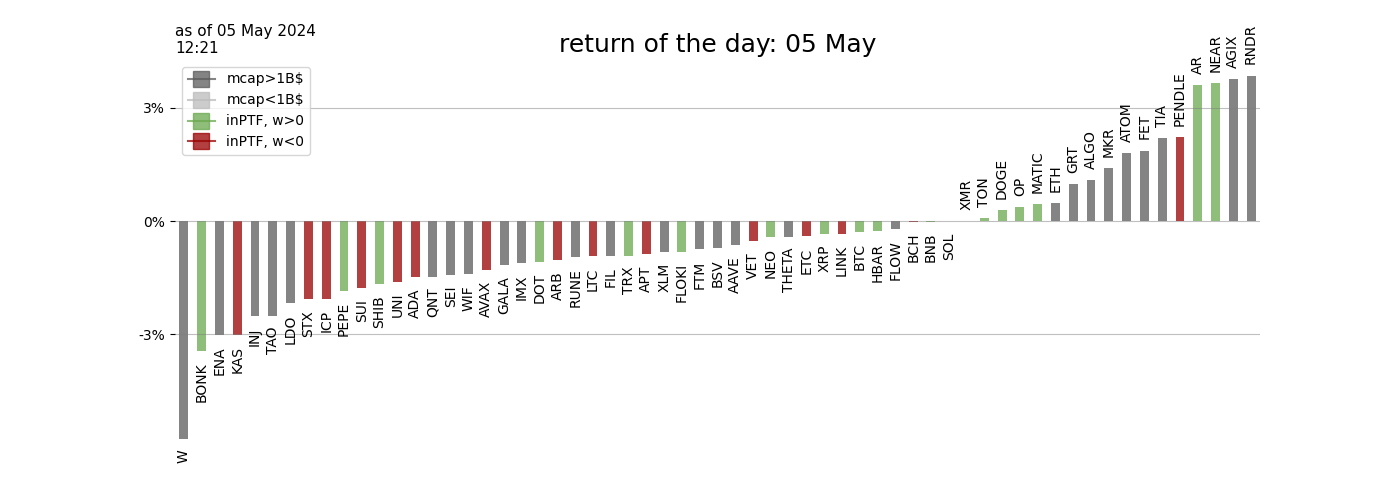 as of 05 May 2024
12:21
return of the day: 05 May
mcap>1B$
mcap<1B$
inPTF, w>0
inPTF, w<0
3%
0%
-3%
W
BONK
ENA
KAS
INJ
TAO
LDO
STX
ICP
PEPE
SUI
SHIB
UNI
ADA
QNT
SEI
WIF
AVAX
GALA
IMX
DOT
ARB
RUNE
LTC
FIL
TRX
APT
XLM
FLOKI
FTM
BSV
AAVE
VET
NEO
THETA
ETC
XRP
LINK
BTC
HBAR
FLOW
BCH
BNB
SOL
XMR
TON
DOGE
OP
MATIC
ETH
GRT
ALGO
MKR
ATOM
FET
TIA
PENDLE
AR
NEAR
AGIX
RNDR